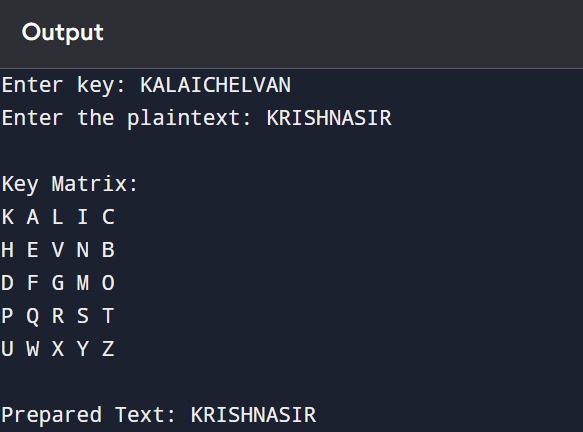 Output
Enter key: KALAICHELVAN
Enter the plaintext: KRISHNASIR
Key Matrix:
K A L I C
H E V N B
D F G M O
P Q R S T
U W X Y Z
Prepared Text: KRISHNASIR